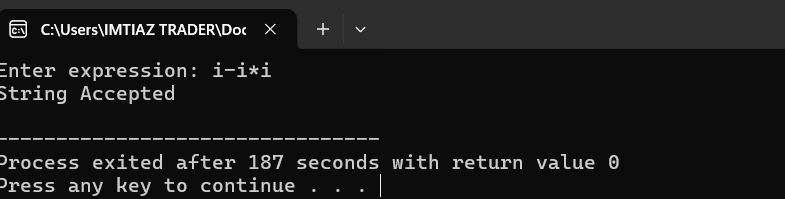 C:\Users\IMTIAZ TRADER\Doc
Enter expression: i-i*i
String Accepted
--------------------------------
Process exited after 187 seconds with return value 0
Press any key to continue . . .